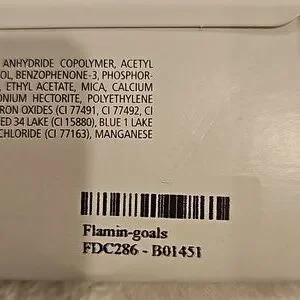 ANHYDRIDE COPOLYMER, ACETYL
OL, BENZOPHENONE-3, PHOSPHOR-
, ETHYL ACETATE, MICA, CALCIUM
ONIUM HECTORITE, POLYETHYLENE
RON OXIDES (CI 77491, CI 77492, CI
ED 34 LAKE (CI 15880), BLUE 1 LAKE
CHLORIDE (CI 77163), MANGANESE
Flamin-goals
FDC286 - B01451